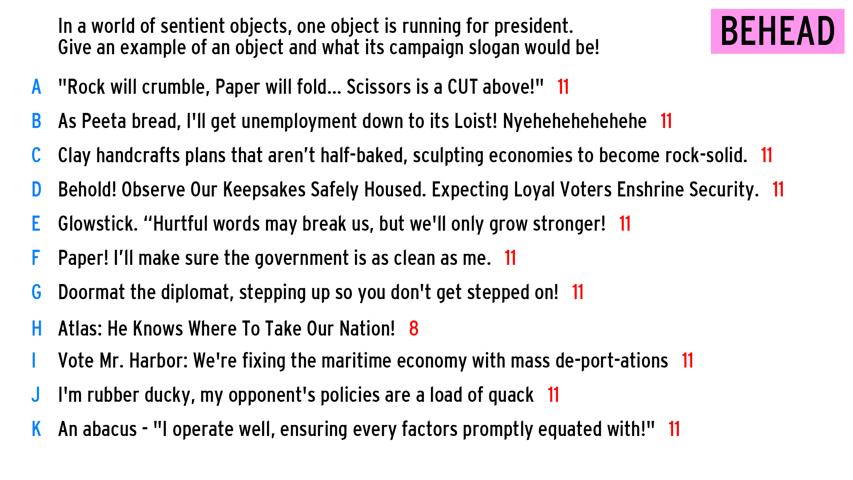 In a world of sentient objects, one object is running for president.
Give an example of an object and what its campaign slogan would be!
BEHEAD
A "Rock will crumble, Paper will fold... Scissors is a CUT above!" 11
B As Peeta bread, I'll get unemployment down to its Loist! Nyehehehehehehe 11
C Clay handcrafts plans that aren’t half-baked, sculpting economies to become rock-solid. 11
D Behold! Observe Our Keepsakes Safely Housed. Expecting Loyal Voters Enshrine Security. 11
E Glowstick. “Hurtful words may break us, but we'll only grow stronger! 11
F Paper! I’ll make sure the government is as clean as me. 11
G Doormat the diplomat, stepping up so you don't get stepped on! 11
H Atlas: He Knows Where To Take Our Nation! 8
I Vote Mr. Harbor: We're fixing the maritime economy with mass de-port-ations 11
J I'm rubber ducky, my opponent's policies are a load of quack 11
K An abacus - "I operate well, ensuring every factors promptly equated with!" 11